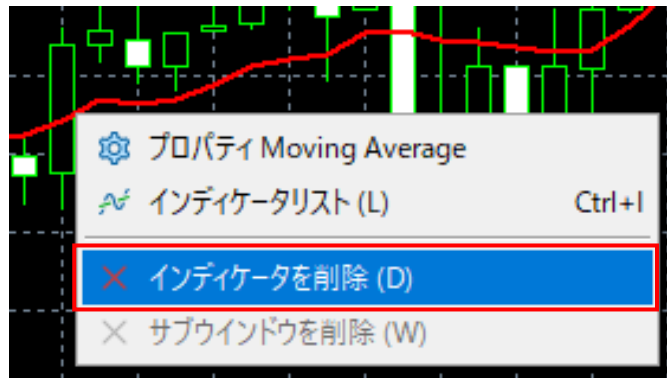 プロパティ Moving Average
インディケータリスト (L) Ctrl+I
インディケータを削除 (D)
サブウインドウを削除 (W)